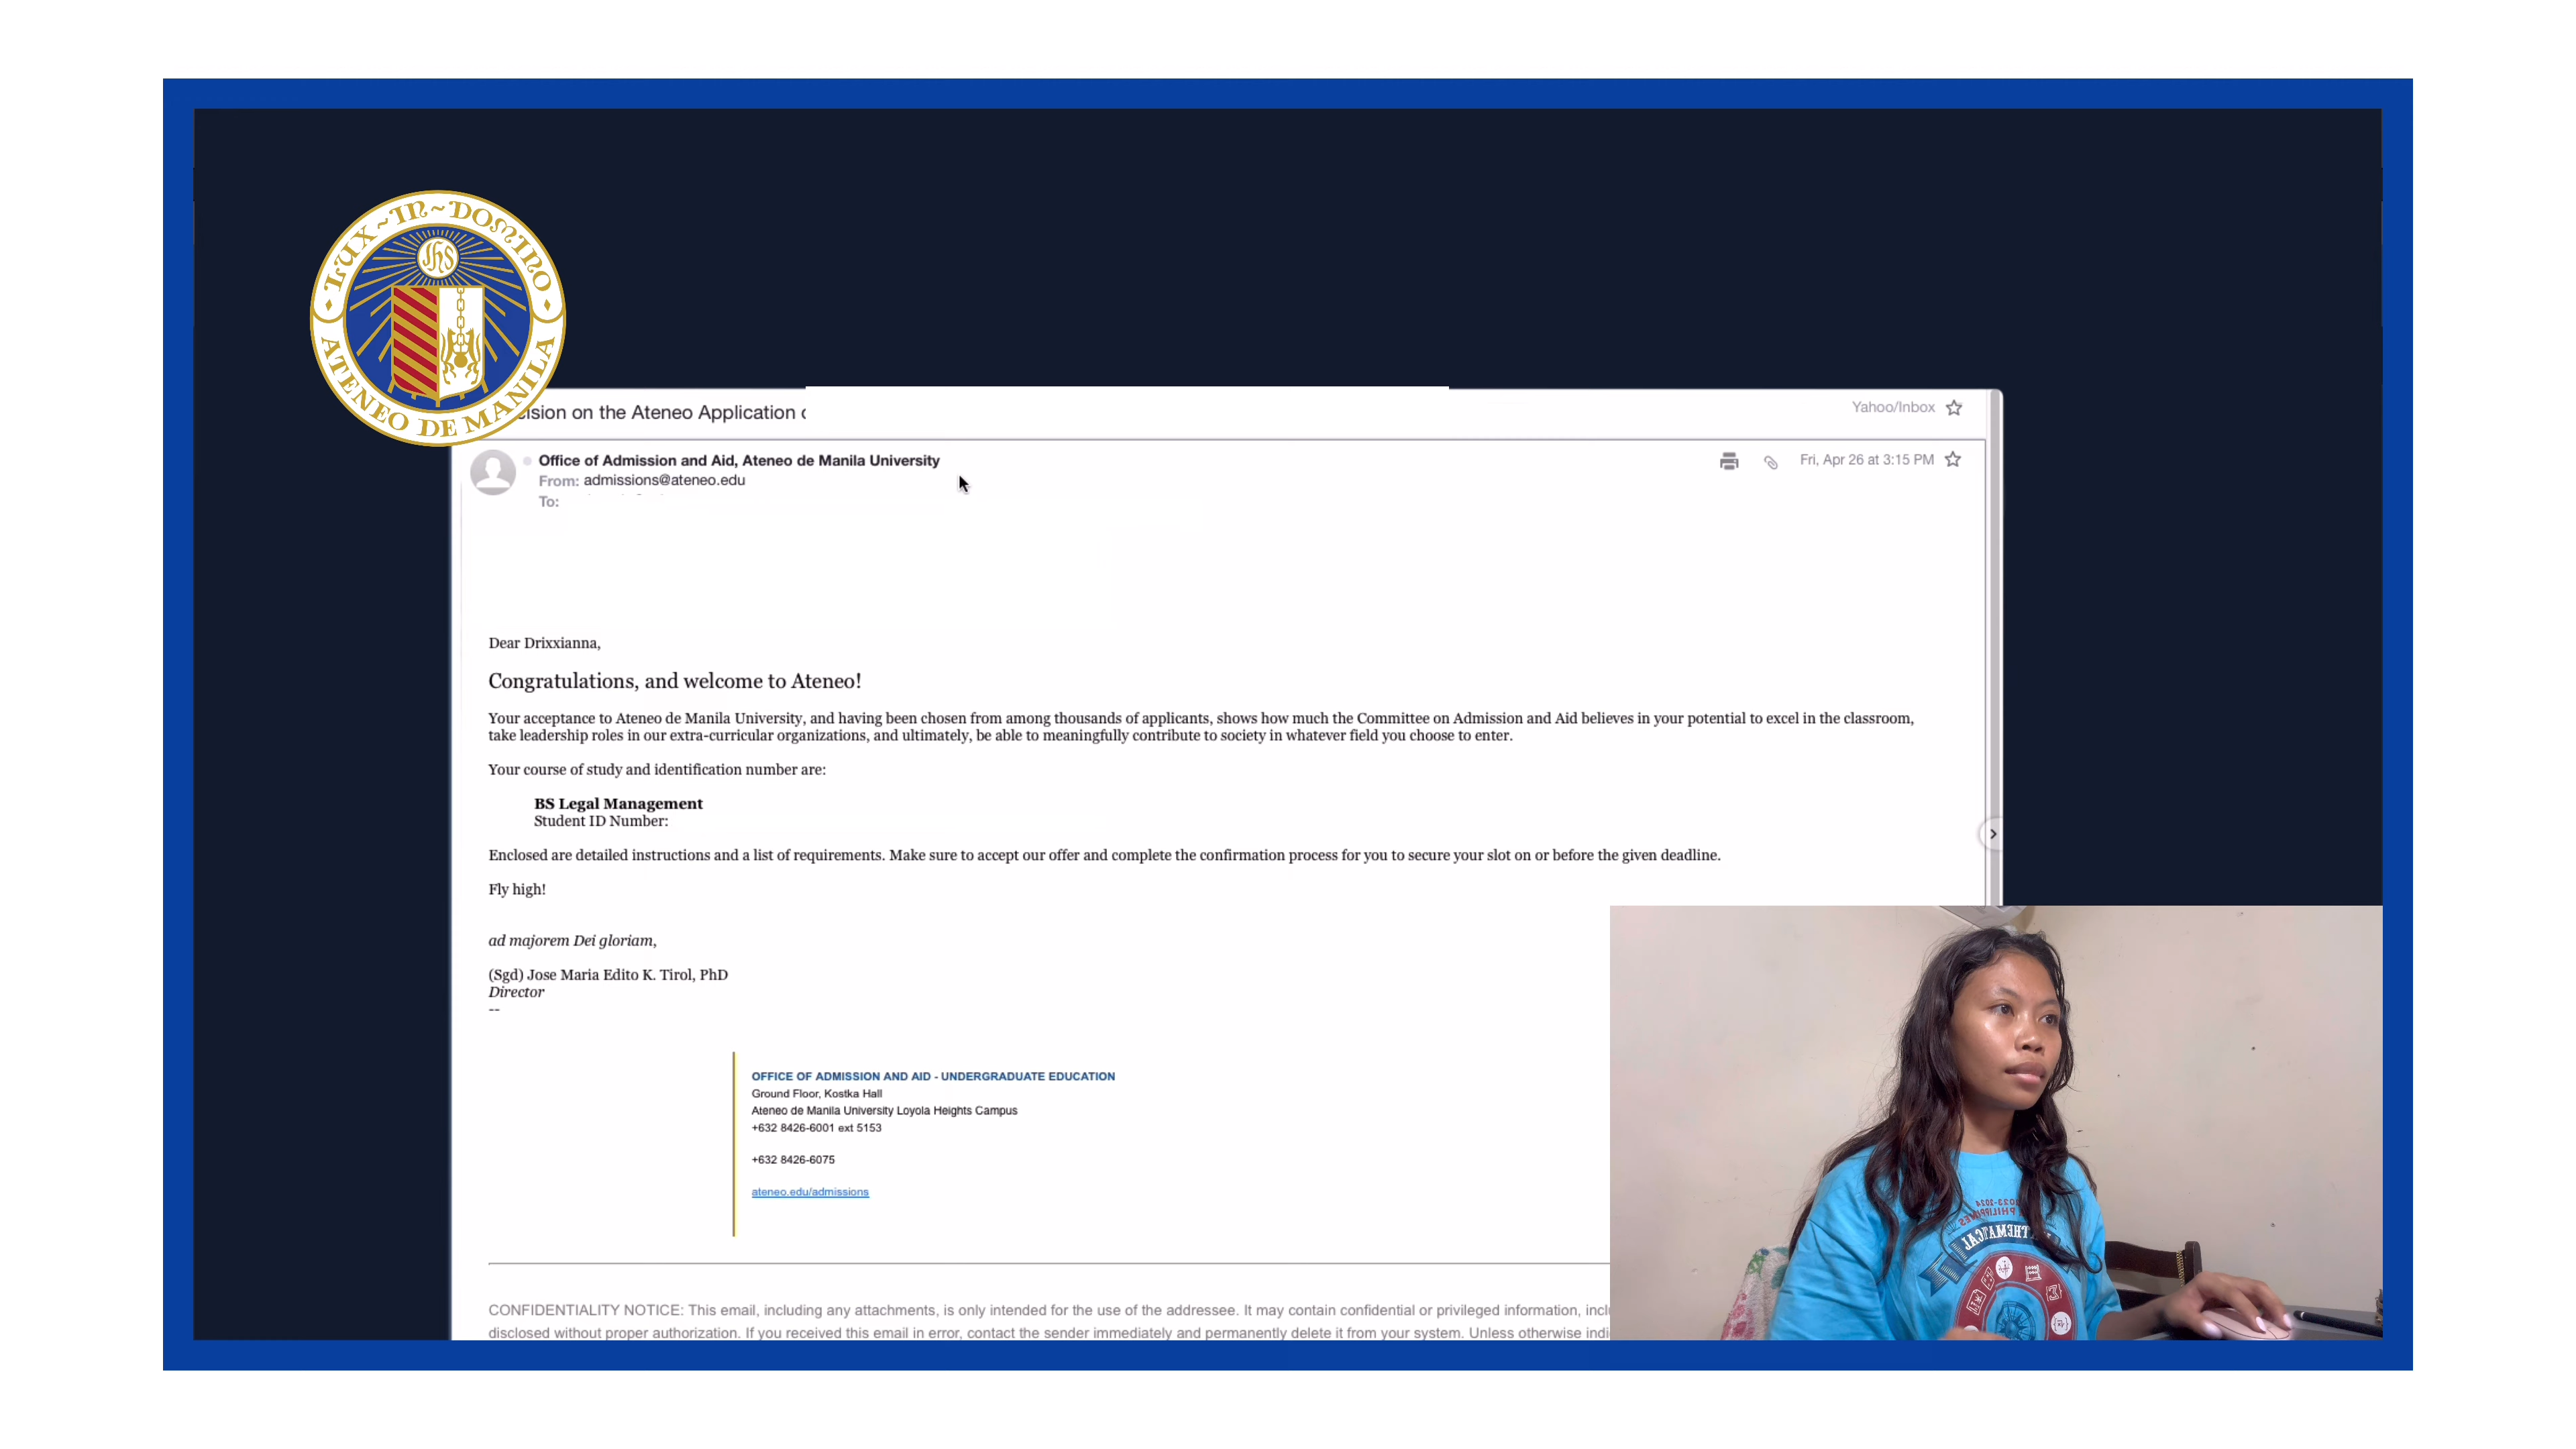 LUX~IN~DOMINO
ATENEO DE MANILA
IHS
ision on the Ateneo Application
Yahoo/Inbox
Office of Admission and Aid, Ateneo de Manila University
From: admissions@ateneo.edu
To:
Fri, Apr 26 at 3:15 PM
Dear Drixxianna,
Congratulations, and welcome to Ateneo!
Your acceptance to Ateneo de Manila University, and having been chosen from among thousands of applicants, shows how much the Committee on Admission and Aid believes in your potential to excel in the classroom,
take leadership roles in our extra-curricular organizations, and ultimately, be able to meaningfully contribute to society in whatever field you choose to enter.
Your course of study and identification number are:
BS Legal Management
Student ID Number:
Enclosed are detailed instructions and a list of requirements. Make sure to accept our offer and complete the confirmation process for you to secure your slot on or before the given deadline.
Fly high!
ad majorem Dei gloriam,
(Sgd) Jose Maria Edito K. Tirol, PhD
Director
--
OFFICE OF ADMISSION AND AID - UNDERGRADUATE EDUCATION
Ground Floor, Kostka Hall
Ateneo de Manila University Loyola Heights Campus
+632 8426-6001 ext 5153
+632 8426-6075
ateneo.edu/admissions
CONFIDENTIALITY NOTICE: This email, including any attachments, is only intended for the use of the addressee. It may contain confidential or privileged information,
disclosed without proper authorization. If you received this email in error, contact the sender immediately and permanently delete it from your system. Unless otherwise
2023-2024